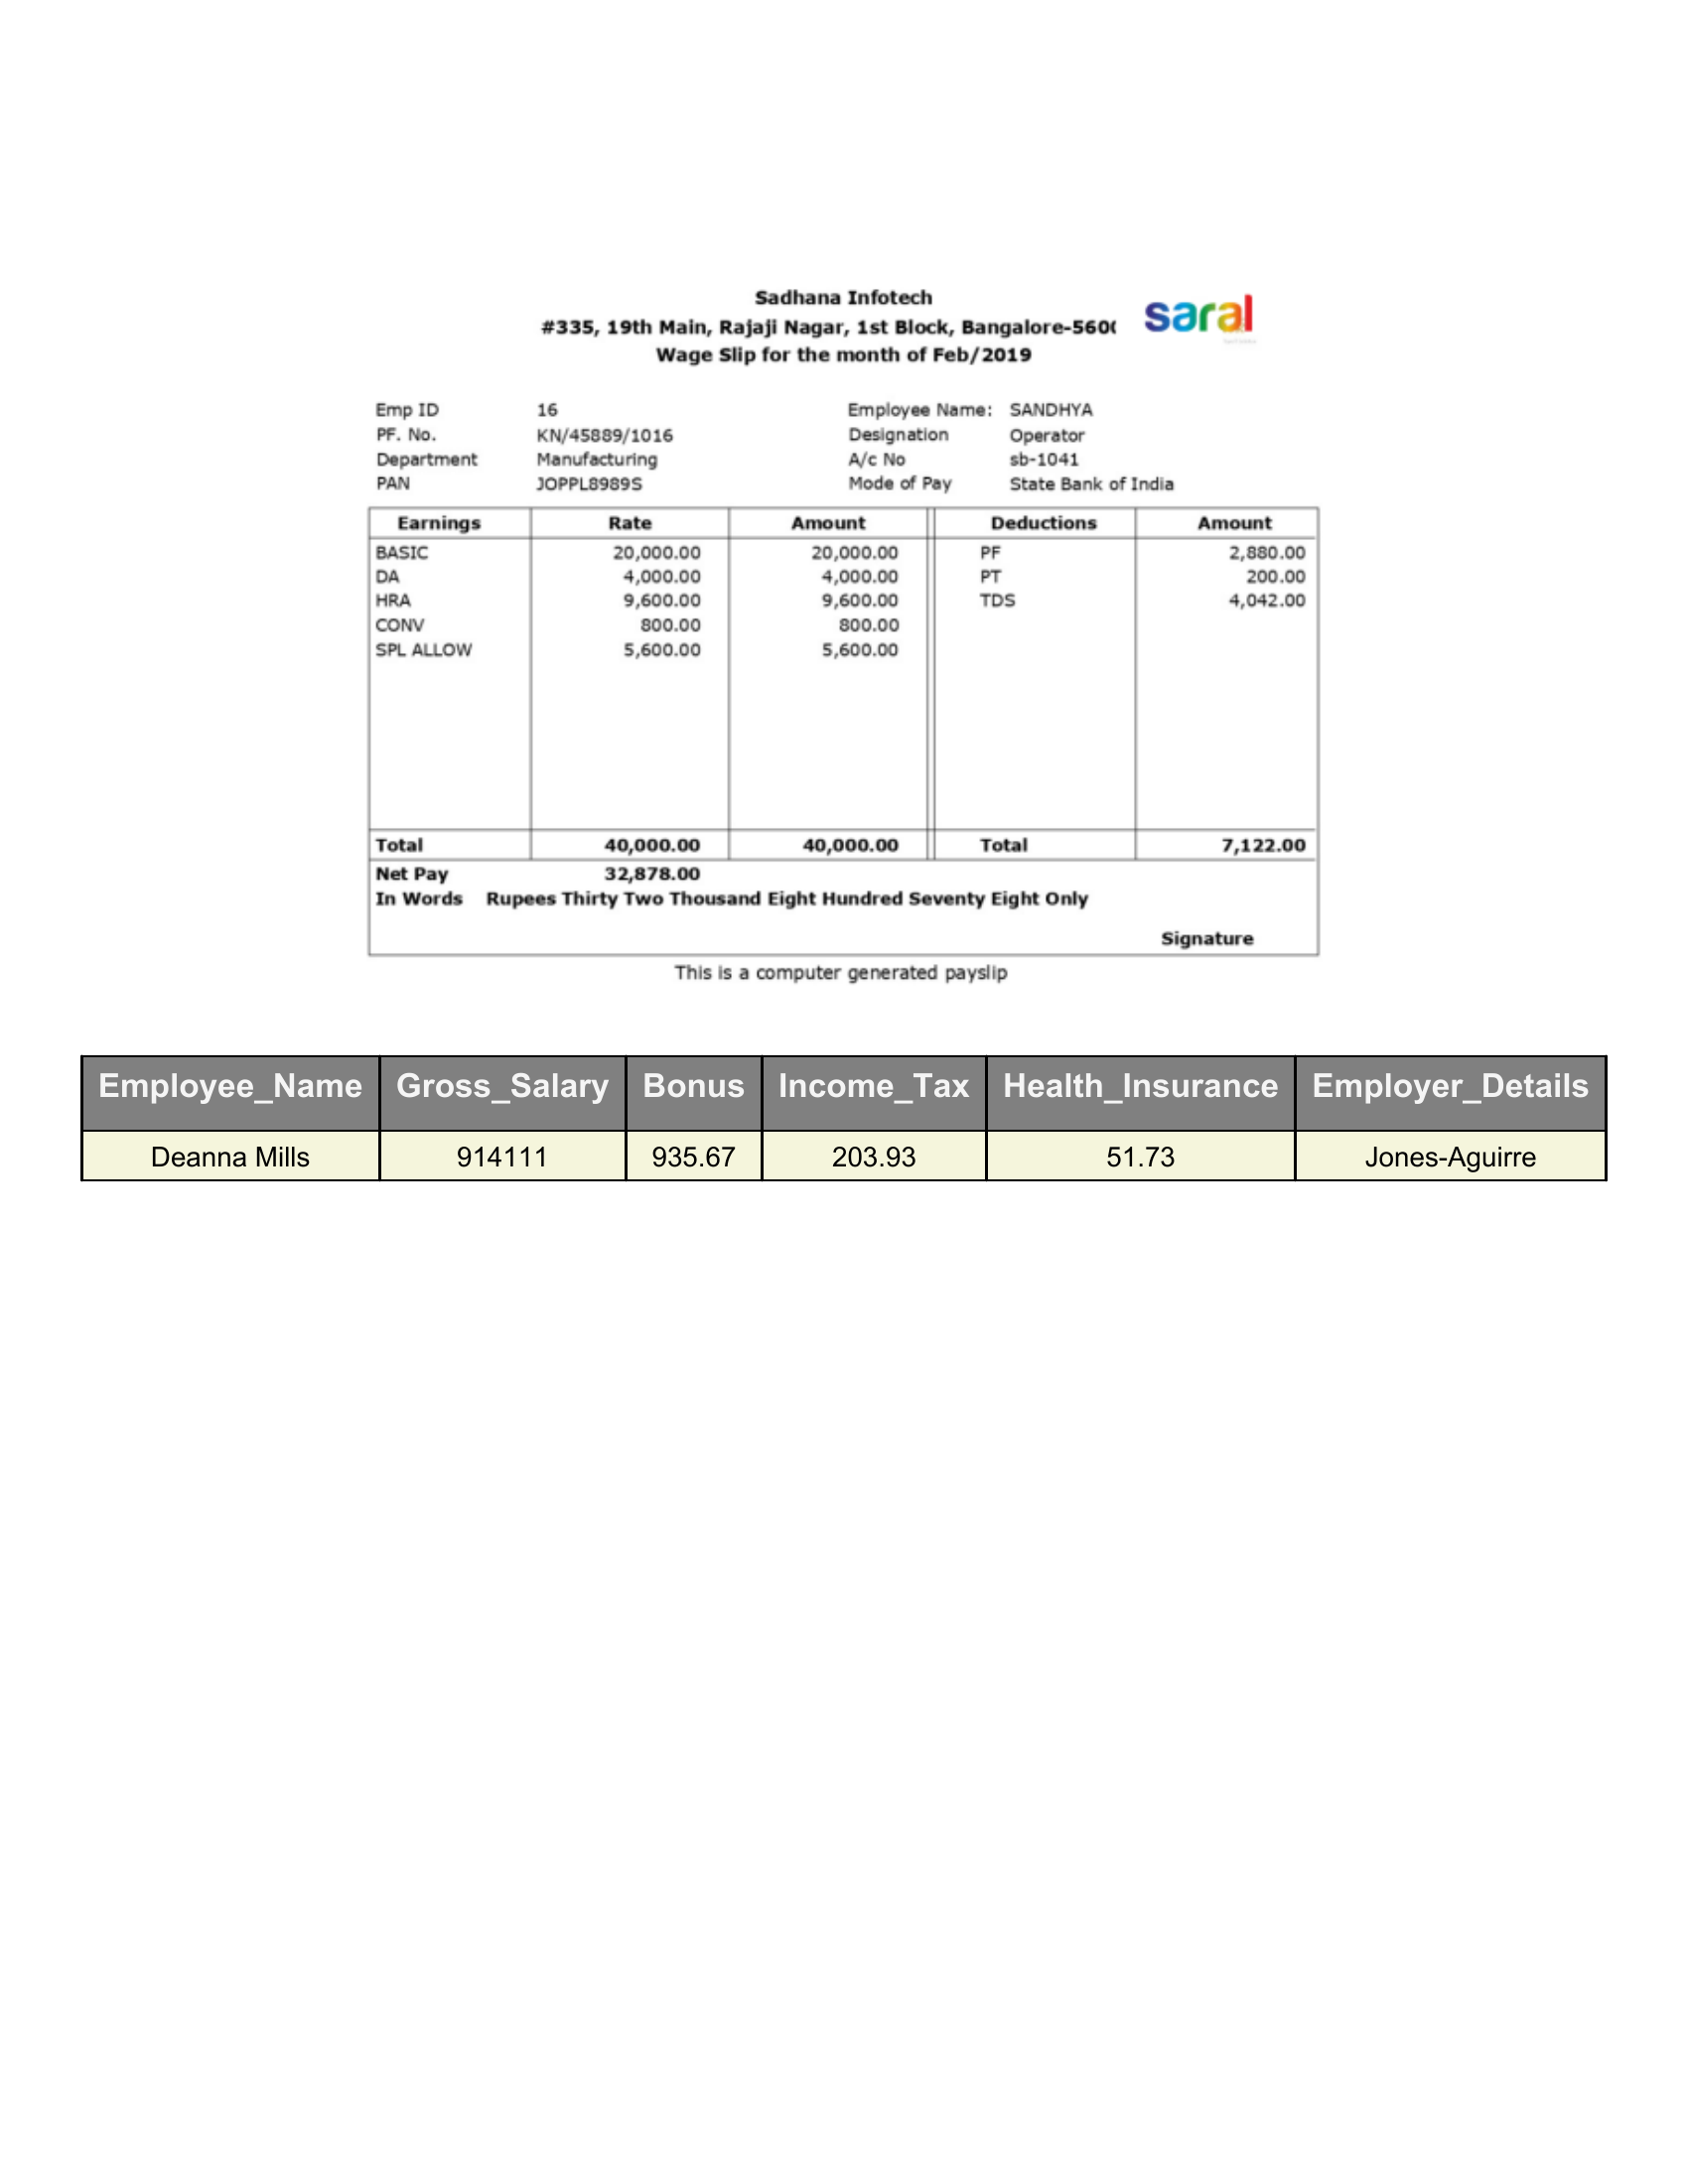 Sadhana Infotech
#335, 19th Main, Rajaji Nagar, 1st Block, Bangalore-560
saral
Wage Slip for the month of Feb/2019
Emp ID 16 Employee Name: SANDHYA
PF. No. KN/45889/1016 Designation Operator
Department Manufacturing A/c No sb-1041
PAN JOPPL8989S Mode of Pay State Bank of India
Earnings Rate Amount Deductions Amount
BASIC 20,000.00 20,000.00 PF 2,880.00
DA 4,000.00 4,000.00 PT 200.00
HRA 9,600.00 9,600.00 TDS 4,042.00
CONV 800.00 800.00
SPL ALLOW 5,600.00 5,600.00
Total 40,000.00 40,000.00 Total 7,122.00
Net Pay 32,878.00
In Words Rupees Thirty Two Thousand Eight Hundred Seventy Eight Only
Signature
This is a computer generated payslip
Employee_Name Gross_Salary Bonus Income_Tax Health_Insurance Employer_Details
Deanna Mills 914111 935.67 203.93 51.73 Jones-Aguirre